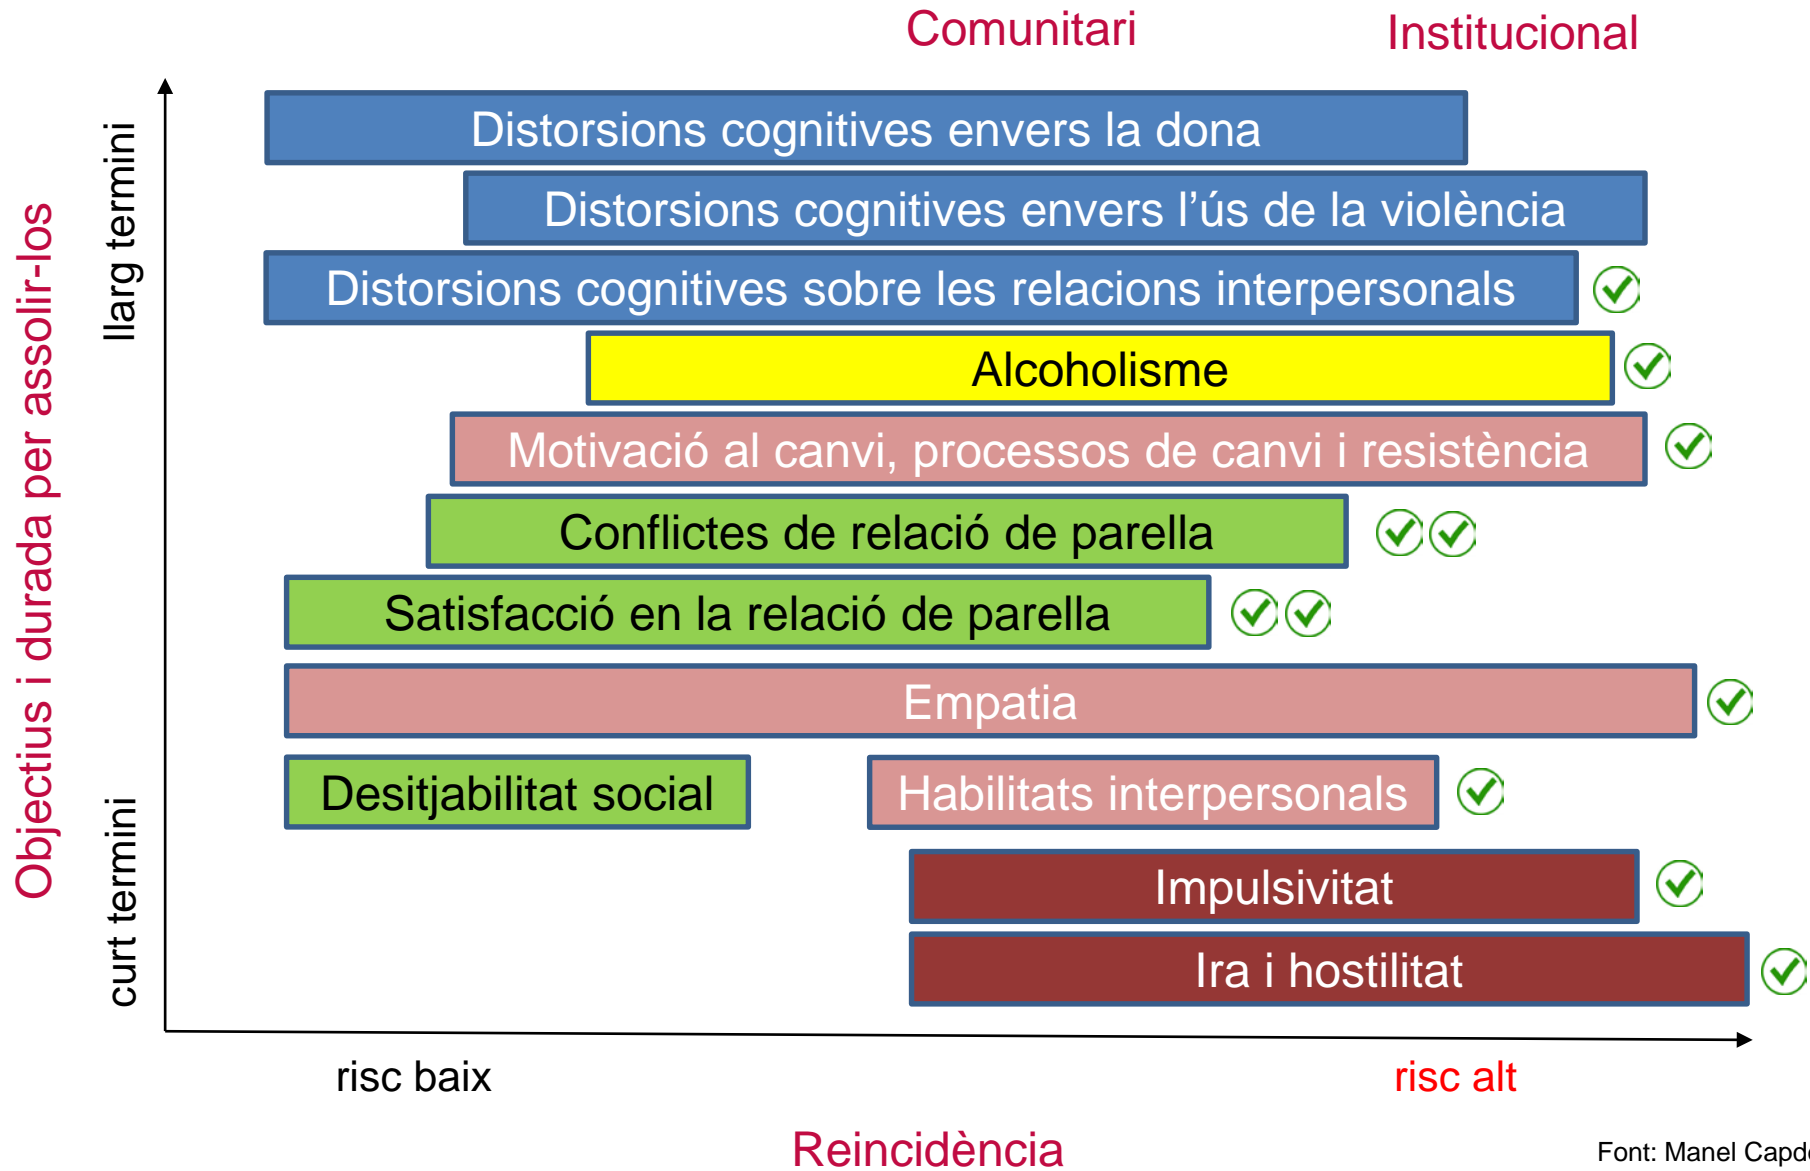 Comunitari
Institucional
Objectius i durada per assolir-los
llarg termini
curt termini
Distorsions cognitives envers la dona
Distorsions cognitives envers l’ús de la violència
Distorsions cognitives sobre les relacions interpersonals
Alcoholisme
Motivació al canvi, processos de canvi i resistència
Conflictes de relació de parella
Satisfacció en la relació de parella
Empatia
Desitjabilitat social
Habilitats interpersonals
Impulsivitat
Ira i hostilitat
risc baix
risc alt
Reincidència
Font: Manel